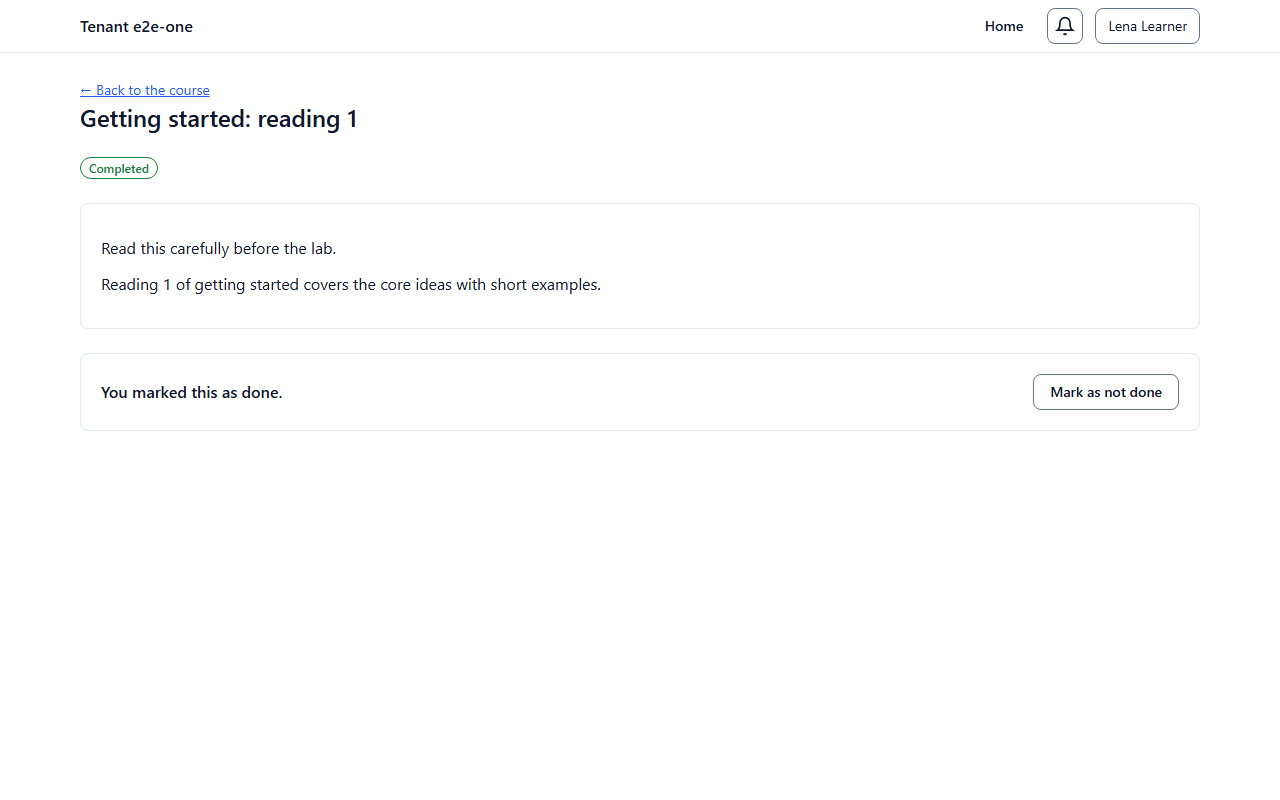 Tenant e2e-one
Home
Lena Learner
← Back to the course
Getting started: reading 1
Completed
Read this carefully before the lab.
Reading 1 of getting started covers the core ideas with short examples.
You marked this as done.
Mark as not done